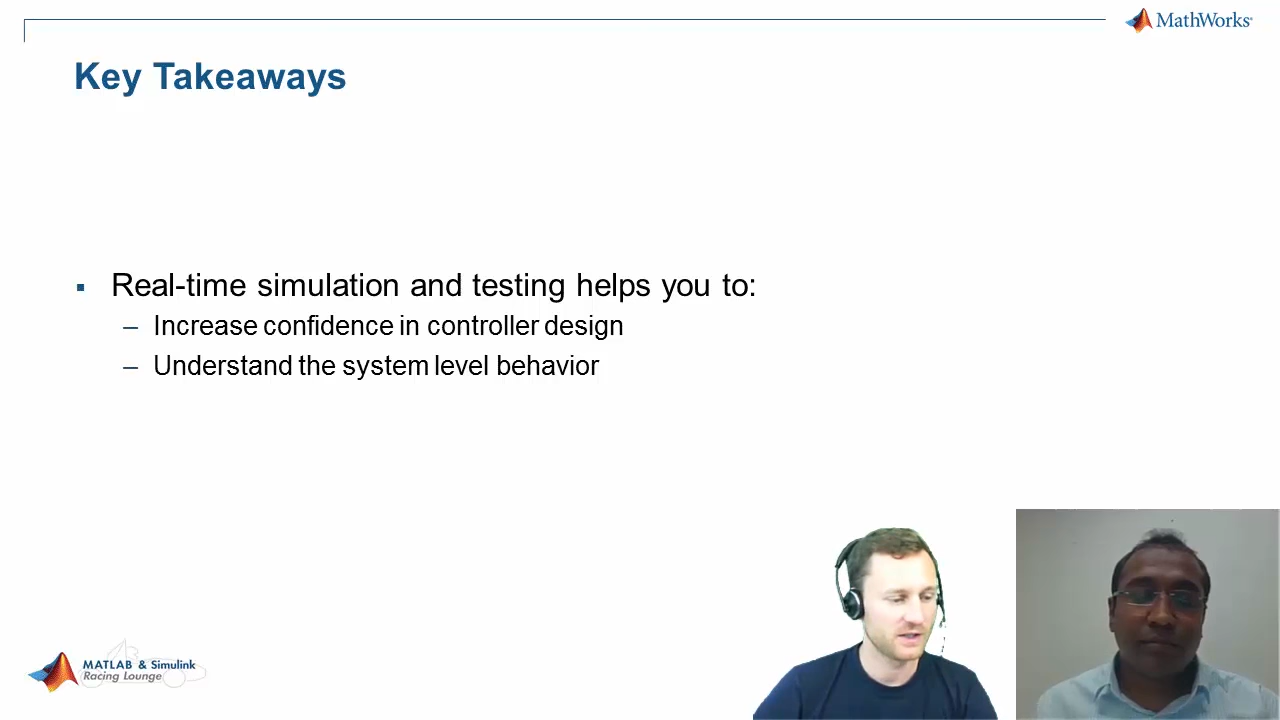 MathWorks®
Key Takeaways
▪ Real-time simulation and testing helps you to:
– Increase confidence in controller design
– Understand the system level behavior
MATLAB & Simulink
Racing Lounge